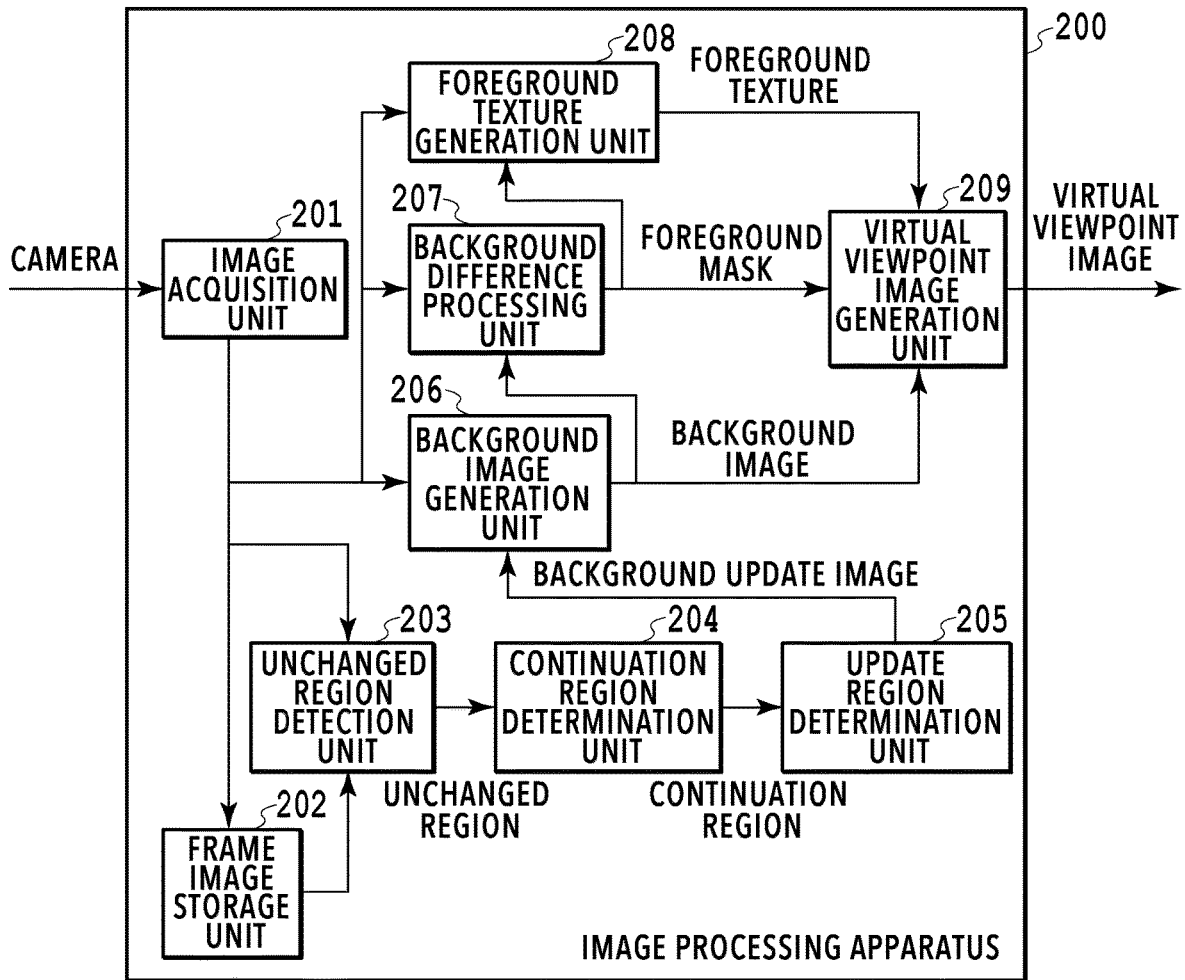 200
208
FOREGROUND
TEXTURE
GENERATION UNIT
FOREGROUND
TEXTURE
CAMERA
201
IMAGE
ACQUISITION
UNIT
207
BACKGROUND
DIFFERENCE
PROCESSING
UNIT
FOREGROUND
MASK
209
VIRTUAL
VIEWPOINT
IMAGE
GENERATION
UNIT
VIRTUAL
VIEWPOINT
IMAGE
206
BACKGROUND
IMAGE
GENERATION
UNIT
BACKGROUND
IMAGE
BACKGROUND UPDATE IMAGE
203
UNCHANGED
REGION
DETECTION
UNIT
UNCHANGED
REGION
204
CONTINUATION
REGION
DETERMINATION
UNIT
CONTINUATION
REGION
205
UPDATE
REGION
DETERMINATION
UNIT
202
FRAME
IMAGE
STORAGE
UNIT
IMAGE PROCESSING APPARATUS